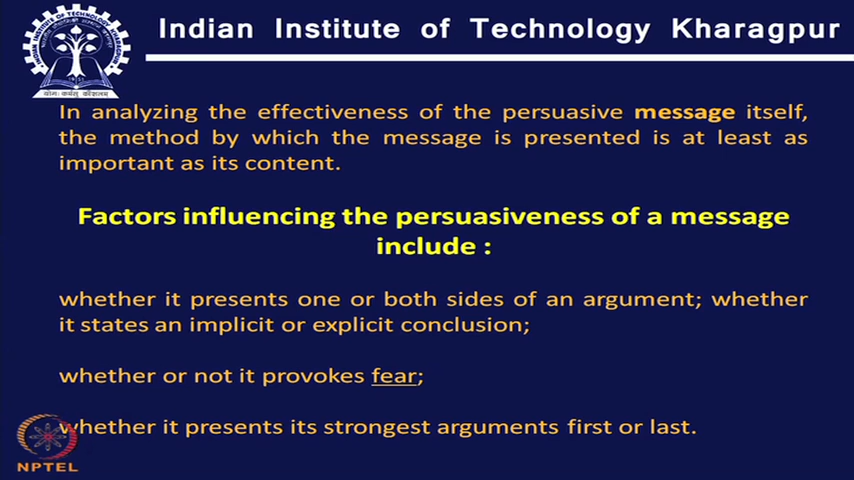 Indian Institute of Technology Kharagpur
In analyzing the effectiveness of the persuasive message itself,
the method by which the message is presented is at least as
important as its content.
Factors influencing the persuasiveness of a message
include :
whether it presents one or both sides of an argument; whether
it states an implicit or explicit conclusion;
whether or not it provokes fear;
whether it presents its strongest arguments first or last.
NPTEL